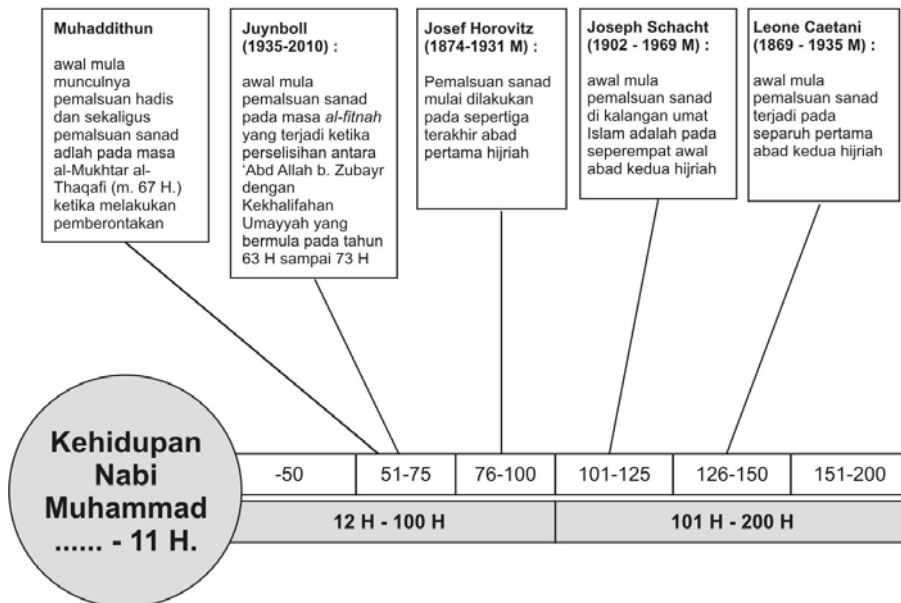 Muhaddithun
awal mula
munculnya
pemalsuan hadis
dan sekaligus
pemalsuan sanad
adlah pada masa
al-Mukhtar al-
Thaqafi (m. 67 H.)
ketika melakukan
pemberontakan
Juynboll
(1935-2010) :
awal mula
pemalsuan sanad
pada masa al-fitnah
yang terjadi ketika
perselisihan antara
'Abd Allah b. Zubayr
dengan
Kekhalifahan
Umayyah yang
bermula pada tahun
63 H sampai 73 H
Josef Horovitz
(1874-1931 M) :
Pemalsuan sanad
mulai dilakukan
pada sepertiga
terakhir abad
pertama hijriah
Joseph Schacht
(1902 - 1969 M) :
awal mula
pemalsuan sanad
di kalangan umat
Islam adalah pada
seperempat awal
abad kedua hijriah
Leone Caetani
(1869 - 1935 M) :
awal mula
pemalsuan sanad
terjadi pada
separuh pertama
abad kedua hijriah
Kehidupan
Nabi
Muhammad
...... - 11 H.
-50 51-75 76-100 101-125 126-150 151-200
12 H - 100 H 101 H - 200 H